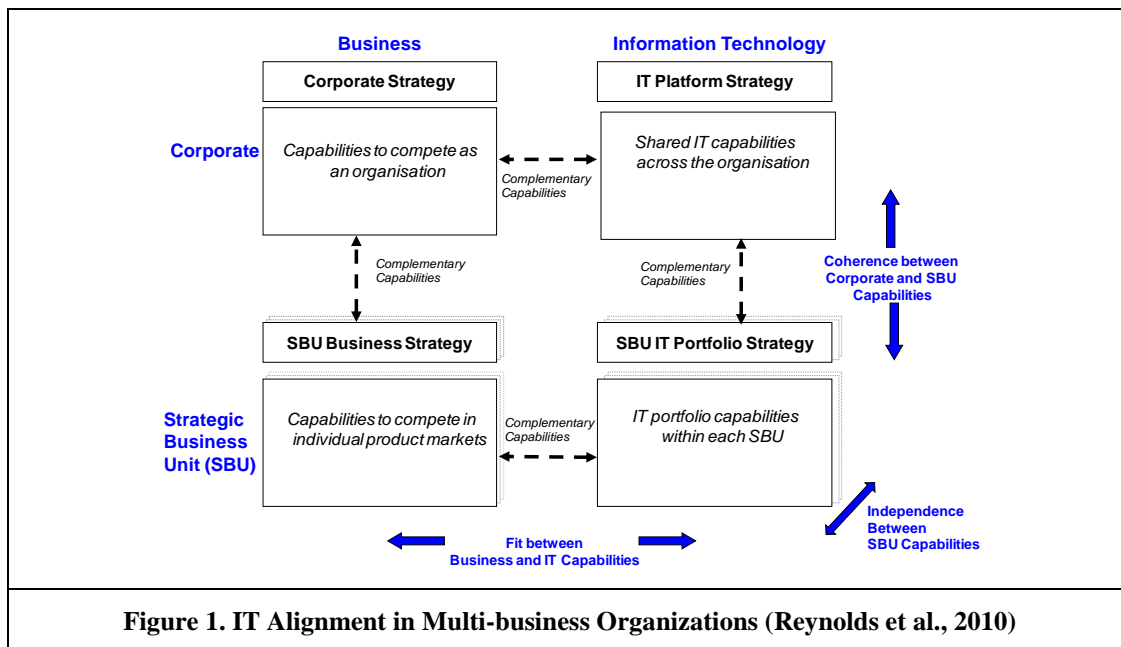 Business
Information Technology
Corporate Strategy
IT Platform Strategy
Corporate
Capabilities to compete as
an organisation
Complementary
Capabilities
Shared IT capabilities
across the organisation
Complementary
Capabilities
Complementary
Capabilities
Coherence between
Corporate and SBU
Capabilities
SBU Business Strategy
SBU IT Portfolio Strategy
Strategic
Business
Unit (SBU)
Capabilities to compete in
individual product markets
Complementary
Capabilities
IT portfolio capabilities
within each SBU
Independence
Between
SBU Capabilities
Fit between
Business and IT Capabilities
Figure 1. IT Alignment in Multi-business Organizations (Reynolds et al., 2010)